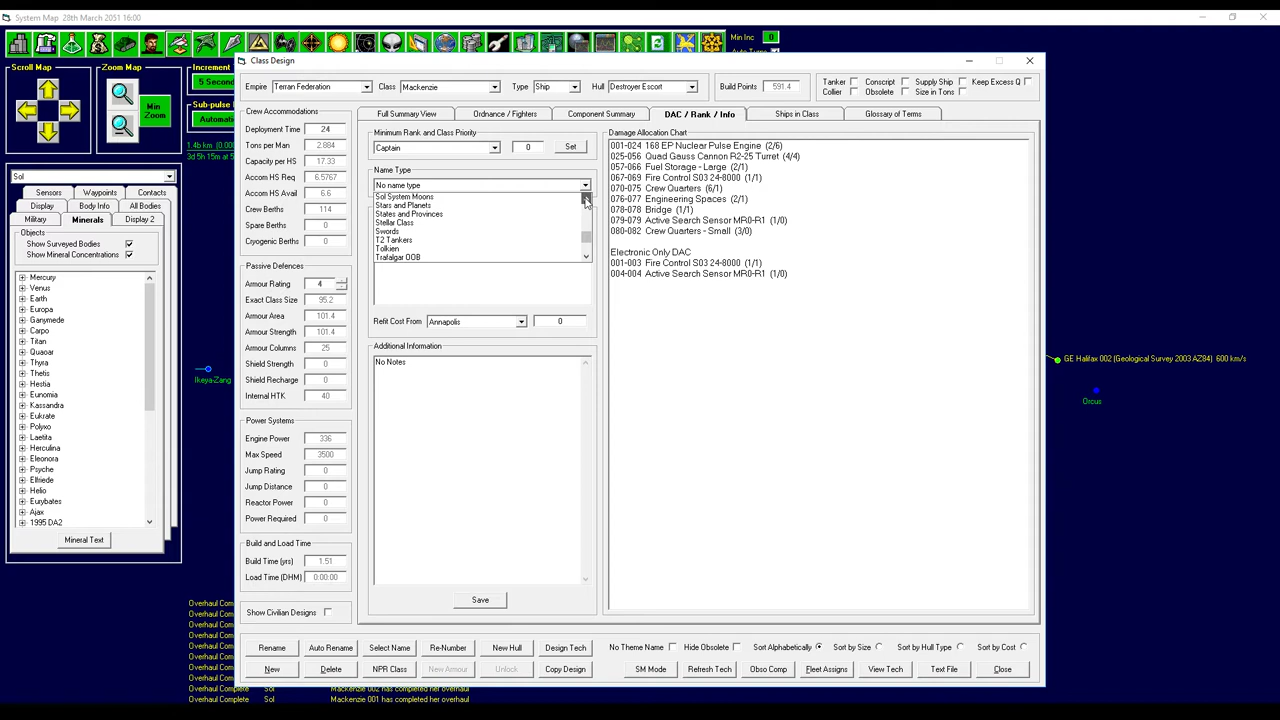 System Map 28th March 2051 16:00
Min Inc 0
Scroll Map
Zoom Map
Min Zoom
Increment
5 Second
Sub-pulse
Automati
1.4b km (0.00
3d 5h 15m at 5
Sol
Sensors Waypoints Contacts
Display Body Info All Bodies
Military Minerals Display 2
Objects
Show Surveyed Bodies
Show Mineral Concentrations
Mercury
Venus
Earth
Europa
Ganymede
Carpo
Titan
Quaoar
Thyra
Thetis
Hestia
Eunomia
Kassandra
Eukrate
Polyxo
Laetita
Herculina
Eleonora
Psyche
Elfriede
Helio
Eurybates
Ajax
1995 DA2
Mineral Text
Ikeya-Zang
Overhaul Com
Overhaul Com
Overhaul Com
Overhaul Com
Overhaul Com
Overhaul Com
Overhaul Com
Overhaul Complete Sol Mackenzie 002 has completed her overhaul
Overhaul Complete Sol Mackenzie 001 has completed her overhaul
Class Design
Empire Terran Federation Class Mackenzie Type Ship Hull Destroyer Escort Build Points 591.4
Tanker Conscript Supply Ship Keep Excess Q
Collier Obsolete Size in Tons
Crew Accommodations
Deployment Time 24
Tons per Man 2.884
Capacity per HS 17.33
Accom HS Req 6.5767
Accom HS Avail 6.6
Crew Berths 114
Spare Berths 0
Cryogenic Berths 0
Passive Defences
Armour Rating 4
Exact Class Size 95.2
Armour Area 101.4
Armour Strength 101.4
Armour Columns 25
Shield Strength 0
Shield Recharge 0
Internal HTK 40
Power Systems
Engine Power 336
Max Speed 3500
Jump Rating 0
Jump Distance 0
Reactor Power 0
Power Required 0
Build and Load Time
Build Time (yrs) 1.51
Load Time (DHM) 0:00:00
Show Civilian Designs
Full Summary View Ordnance / Fighters Component Summary DAC / Rank / Info Ships in Class Glossary of Terms
Minimum Rank and Class Priority
Captain 0 Set
Name Type
No name type
Sol System Moons
Stars and Planets
States and Provinces
Stellar Class
Swords
T2 Tankers
Tolkien
Trafalgar OOB
Refit Cost From Annapolis 0
Additional Information
No Notes
Save
Damage Allocation Chart
001-024 168 EP Nuclear Pulse Engine (2/6)
025-056 Quad Gauss Cannon R2-25 Turret (4/4)
057-066 Fuel Storage - Large (2/1)
067-069 Fire Control S03 24-8000 (1/1)
070-075 Crew Quarters (6/1)
076-077 Engineering Spaces (2/1)
078-078 Bridge (1/1)
079-079 Active Search Sensor MR0-R1 (1/0)
080-082 Crew Quarters - Small (3/0)
Electronic Only DAC
001-003 Fire Control S03 24-8000 (1/1)
004-004 Active Search Sensor MR0-R1 (1/0)
Rename Auto Rename Select Name Re-Number New Hull Design Tech No Theme Name Hide Obsolete Sort Alphabetically Sort by Size Sort by Hull Type Sort by Cost
New Delete NPR Class New Armour Unlock Copy Design SM Mode Refresh Tech Obso Comp Fleet Assigns View Tech Text File Close
GE Halifax 002 (Geological Survey 2003 AZ84) 600 km/s
Orcus